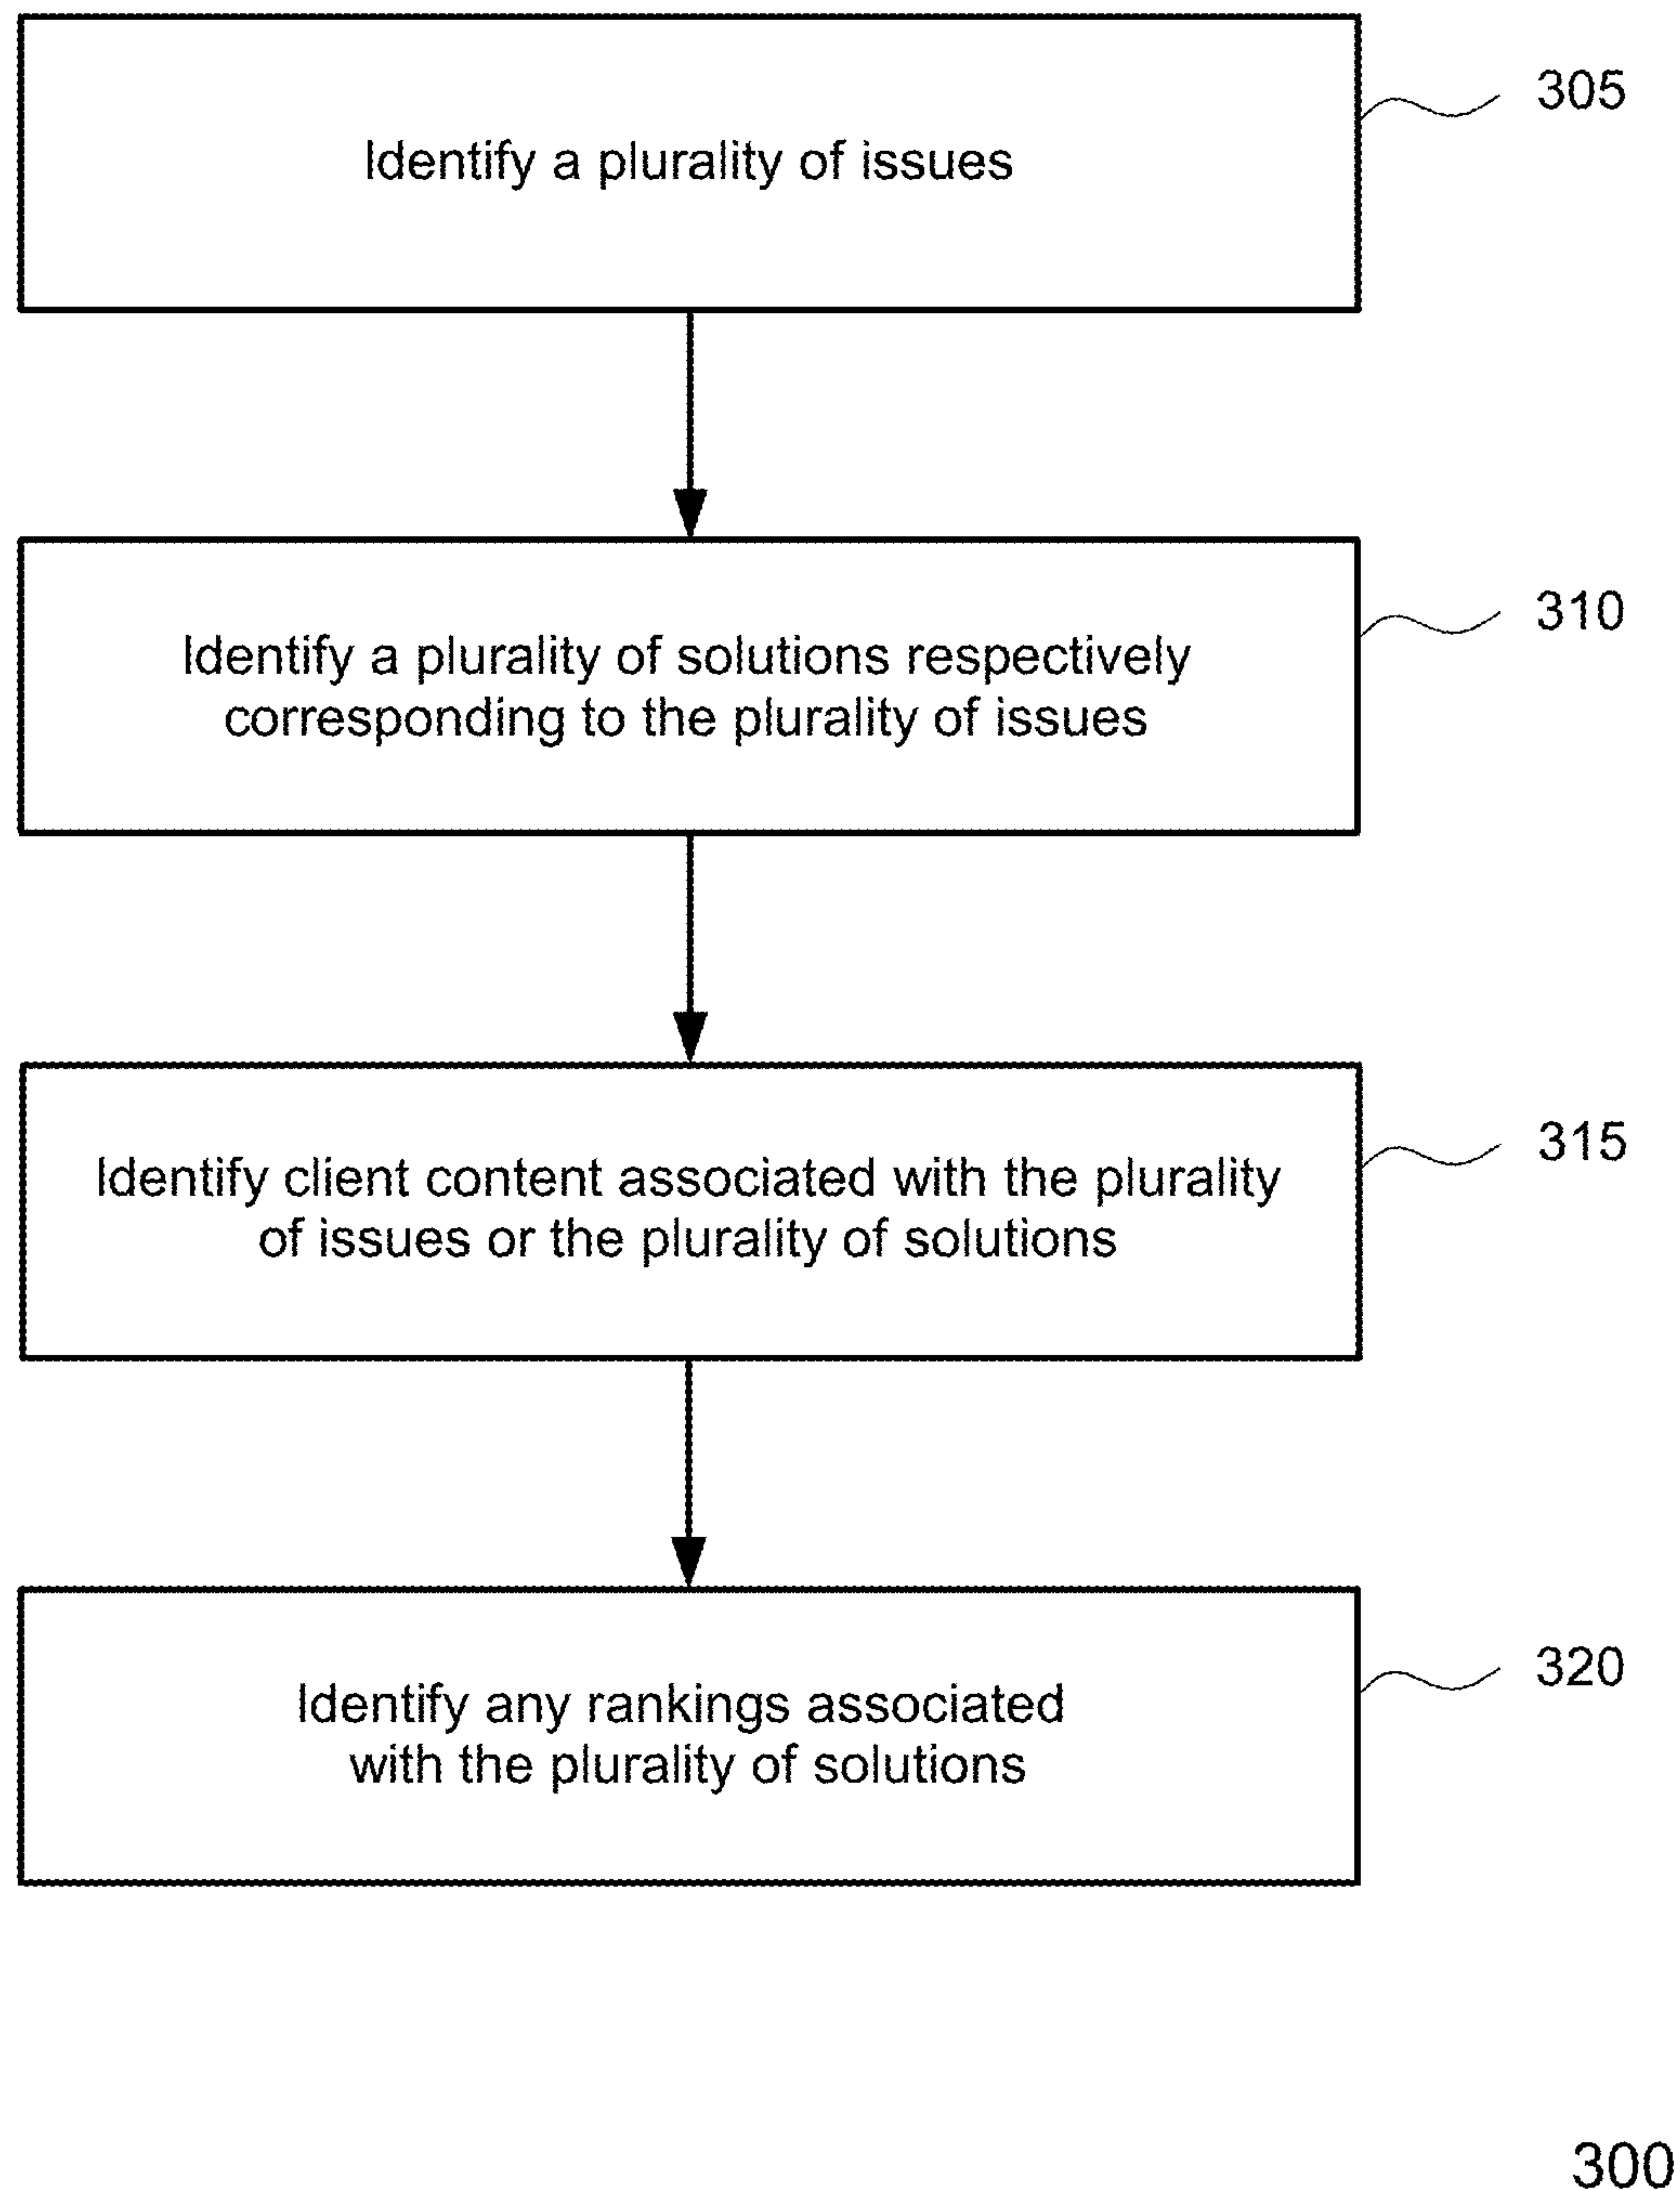 Identify a plurality of issues
305
Identify a plurality of solutions respectively
corresponding to the plurality of issues
310
Identify client content associated with the plurality
of issues or the plurality of solutions
315
Identify any rankings associated
with the plurality of solutions
320
300